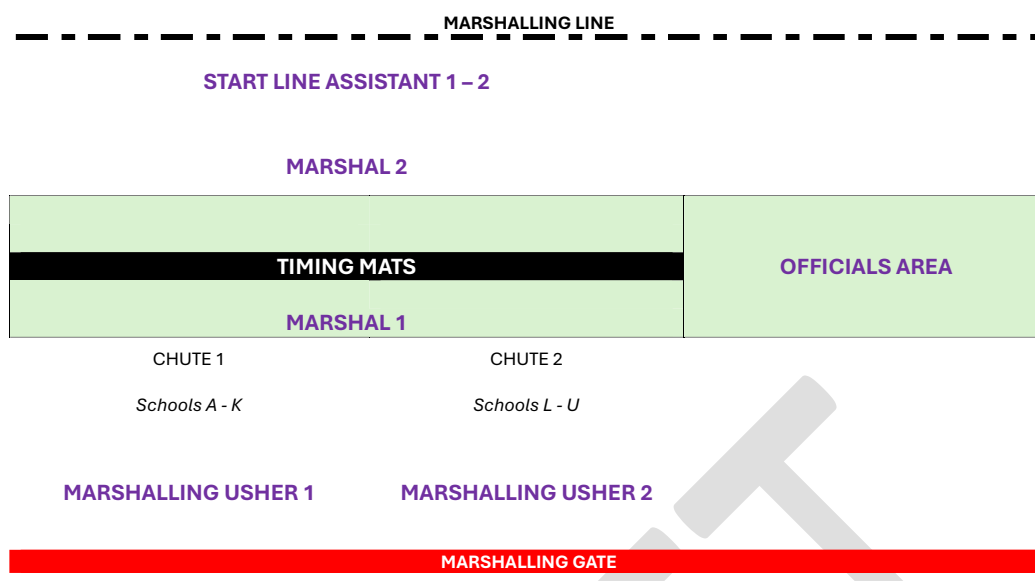 MARSHALLING LINE
START LINE ASSISTANT 1 – 2
MARSHAL 2
TIMING MATS
OFFICIALS AREA
MARSHAL 1
CHUTE 1
CHUTE 2
Schools A - K
Schools L - U
MARSHALLING USHER 1
MARSHALLING USHER 2
MARSHALLING GATE